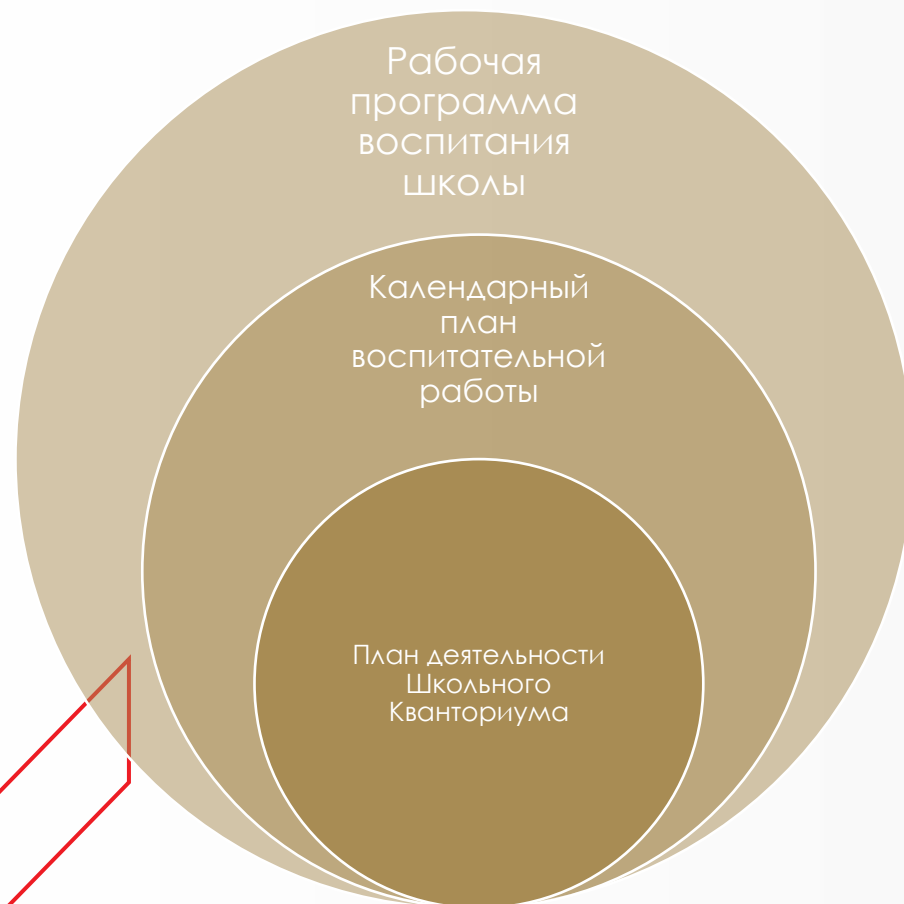 Рабочая
программа
воспитания
школы
Календарный
план
воспитательной
работы
План деятельности
Школьного
Кванториума